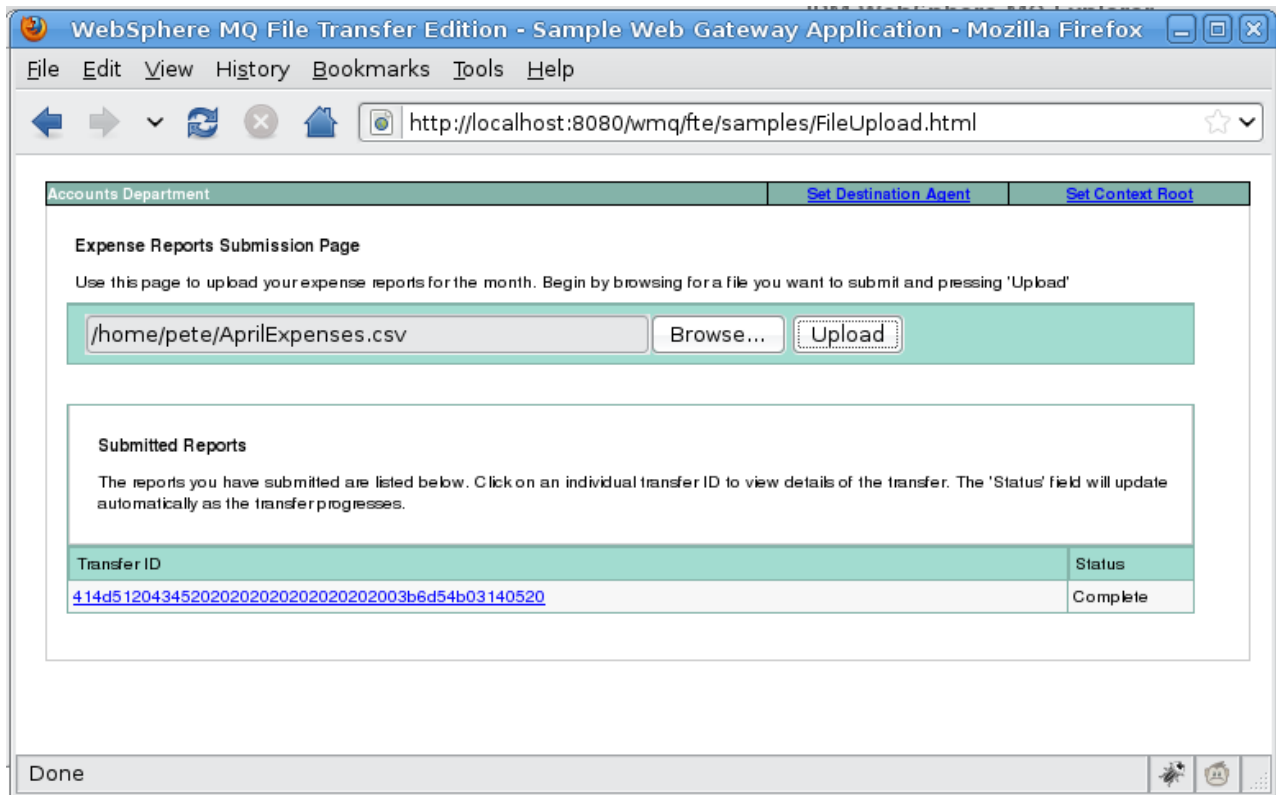 IBM WebSphere MQ Explorer
WebSphere MQ File Transfer Edition - Sample Web Gateway Application - Mozilla Firefox
File Edit View History Bookmarks Tools Help
http://localhost:8080/wmq/fte/samples/FileUpload.html
Accounts Department Set Destination Agent Set Context Root
Expense Reports Submission Page
Use this page to upload your expense reports for the month. Begin by browsing for a file you want to submit and pressing 'Upload'
/home/pete/AprilExpenses.csv Browse... Upload
Submitted Reports
The reports you have submitted are listed below. Click on an individual transfer ID to view details of the transfer. The 'Status' field will update
automatically as the transfer progresses.
Transfer ID Status
414d5120434520202020202020202003b6d54b03140520 Complete
Done